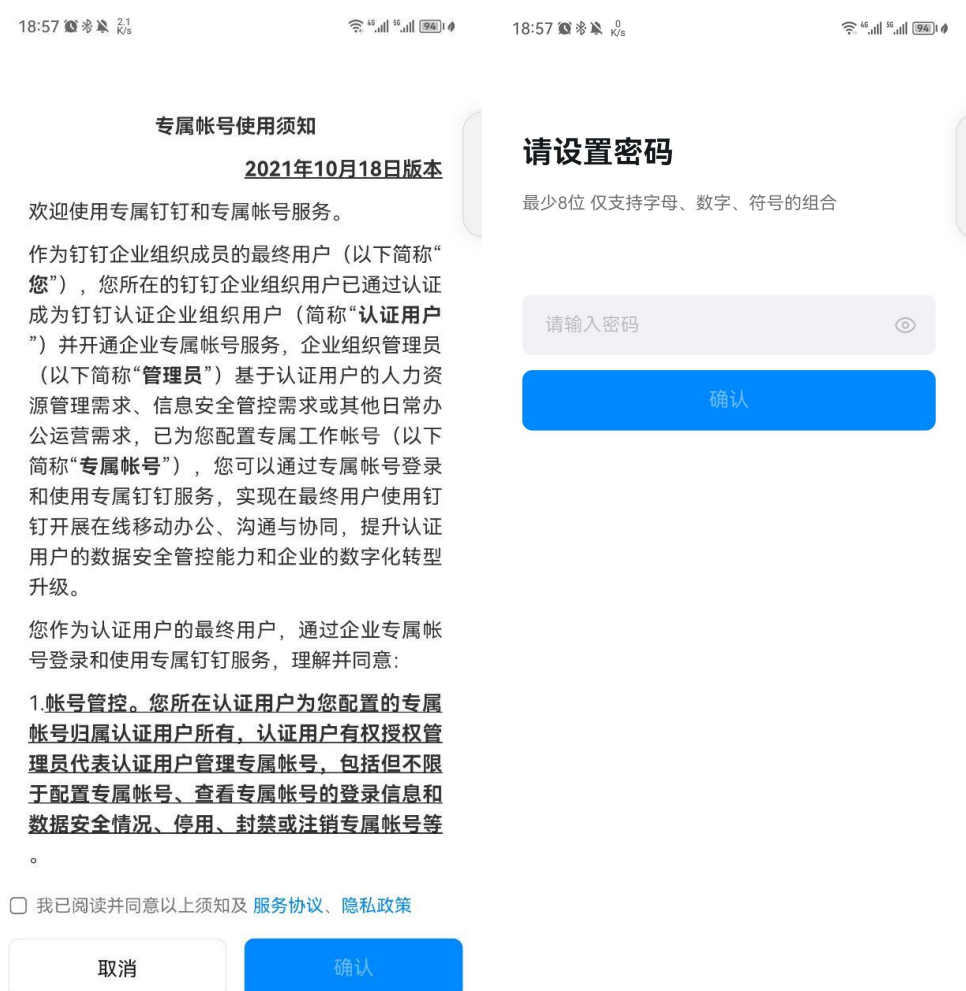 18:57 2.1 K/s 4G 5G 94
专属帐号使用须知
2021年10月18日版本
欢迎使用专属钉钉和专属帐号服务。
作为钉钉企业组织成员的最终用户（以下简称“
您”），您所在的钉钉企业组织用户已通过认证
成为钉钉认证企业组织用户（简称“认证用户
”）并开通企业专属帐号服务，企业组织管理员
（以下简称“管理员”）基于认证用户的人力资
源管理需求、信息安全管控需求或其他日常办
公运营需求，已为您配置专属工作帐号（以下
简称“专属帐号”），您可以通过专属帐号登录
和使用专属钉钉服务，实现在最终用户使用钉
钉开展在线移动办公、沟通与协同，提升认证
用户的数据安全管控能力和企业的数字化转型
升级。
您作为认证用户的最终用户，通过企业专属帐
号登录和使用专属钉钉服务，理解并同意：
1.帐号管控。您所在认证用户为您配置的专属
帐号归属认证用户所有，认证用户有权授权管
理员代表认证用户管理专属帐号，包括但不限
于配置专属帐号、查看专属帐号的登录信息和
数据安全情况、停用、封禁或注销专属帐号等
。
我已阅读并同意以上须知及 服务协议、隐私政策
取消 确认
18:57 0 K/s 4G 5G 94
请设置密码
最少8位 仅支持字母、数字、符号的组合
请输入密码
确认